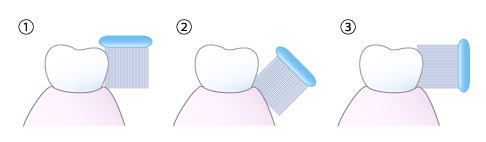 ① ② ③